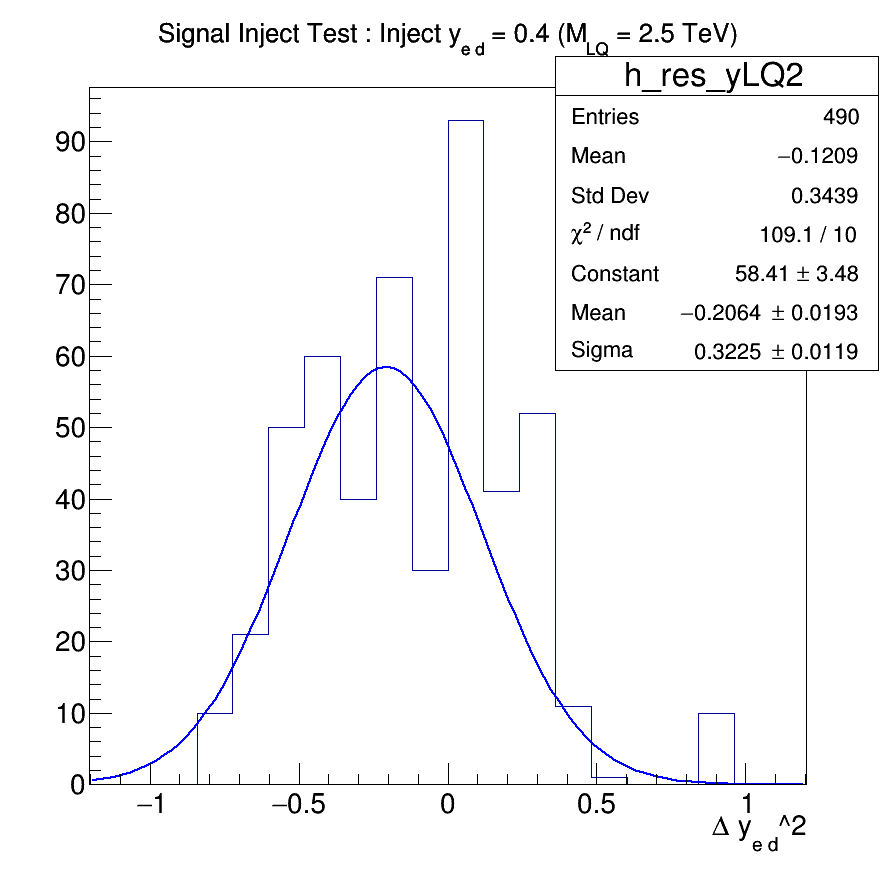 Signal Inject Test : Inject y_{e d} = 0.4 (M_{LQ} = 2.5 TeV)
h_res_yLQ2
Entries 490
Mean −0.1209
Std Dev 0.3439
χ² / ndf 109.1 / 10
Constant 58.41 ± 3.48
Mean −0.2064 ± 0.0193
Sigma 0.3225 ± 0.0119
90
80
70
60
50
40
30
20
10
0
−1 −0.5 0 0.5 1
Δ y_{e d}^2